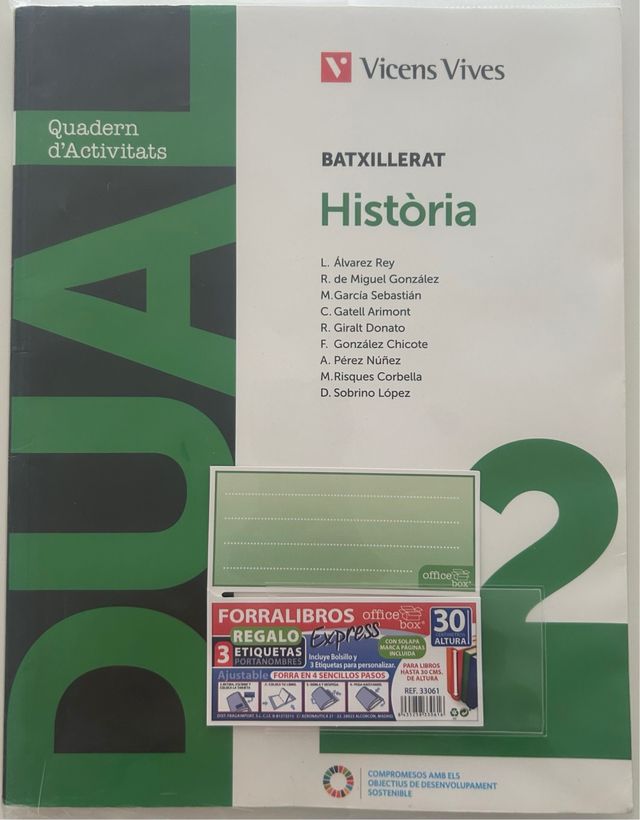 DUAL
Quadern
d'Activitats
Vicens Vives
BATXILLERAT
Història
L. Álvarez Rey
R. de Miguel González
M. García Sebastián
C. Gatell Arimont
R. Giralt Donato
F. González Chicote
A. Pérez Núñez
M. Risques Corbella
D. Sobrino López
2
office
box
FORRALIBROS
office
box
REGALO
3 ETIQUETAS
PORTANOMBRES
Express
Incluye Bolsillo y
3 Etiquetas para personalizar.
CON SOLAPA
MARCA PÁGINAS
INCLUIDA
30
CENTÍMETROS
ALTURA
PARA LIBROS
HASTA 30 CMS.
DE ALTURA
REF. 33061
Ajustable
FORRA EN 4 SENCILLOS PASOS
COMPROMESOS AMB ELS
OBJECTIUS DE DESENVOLUPAMENT
SOSTENIBLE